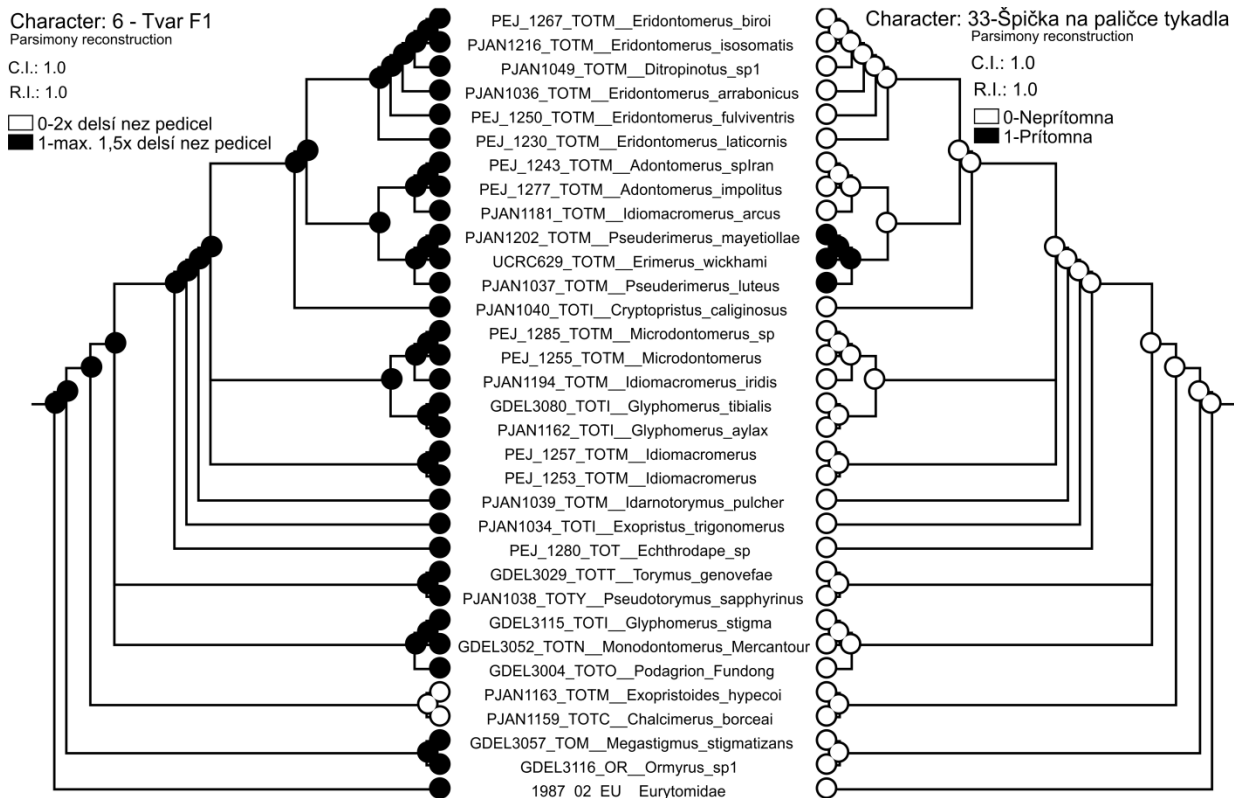 Character: 6 - Tvar F1
Parsimony reconstruction
C.I.: 1.0
R.I.: 1.0
0-2x delsí nez pedicel
1-max. 1,5x delsí nez pedicel
Character: 33-Špička na paličce tykadla
Parsimony reconstruction
C.I.: 1.0
R.I.: 1.0
0-Neprítomna
1-Prítomna
PEJ_1267_TOTM__Eridontomerus_biroi
PJAN1216_TOTM__Eridontomerus_isosomatis
PJAN1049_TOTM__Ditropinotus_sp1
PJAN1036_TOTM__Eridontomerus_arrabonicus
PEJ_1250_TOTM__Eridontomerus_fulviventris
PEJ_1230_TOTM__Eridontomerus_laticornis
PEJ_1243_TOTM__Adontomerus_spIran
PEJ_1277_TOTM__Adontomerus_impolitus
PJAN1181_TOTM__Idiomacromerus_arcus
PJAN1202_TOTM__Pseuderimerus_mayetiollae
UCRC629_TOTM__Erimerus_wickhami
PJAN1037_TOTM__Pseuderimerus_luteus
PJAN1040_TOTI__Cryptopristus_caliginosus
PEJ_1285_TOTM__Microdontomerus_sp
PEJ_1255_TOTM__Microdontomerus
PJAN1194_TOTM__Idiomacromerus_iridis
GDEL3080_TOTI__Glyphomerus_tibialis
PJAN1162_TOTI__Glyphomerus_aylax
PEJ_1257_TOTM__Idiomacromerus
PEJ_1253_TOTM__Idiomacromerus
PJAN1039_TOTM__Idarnotorymus_pulcher
PJAN1034_TOTI__Exopristus_trigonomerus
PEJ_1280_TOT__Echthrodape_sp
GDEL3029_TOTT__Torymus_genovefae
PJAN1038_TOTY__Pseudotorymus_sapphyrinus
GDEL3115_TOTI__Glyphomerus_stigma
GDEL3052_TOTN__Monodontomerus_Mercantour
GDEL3004_TOTO__Podagrion_Fundong
PJAN1163_TOTM__Exopristoides_hypecoi
PJAN1159_TOTC__Chalcimerus_borceai
GDEL3057_TOM__Megastigmus_stigmatizans
GDEL3116_OR__Ormyrus_sp1
1987_02_EU__Eurytomidae